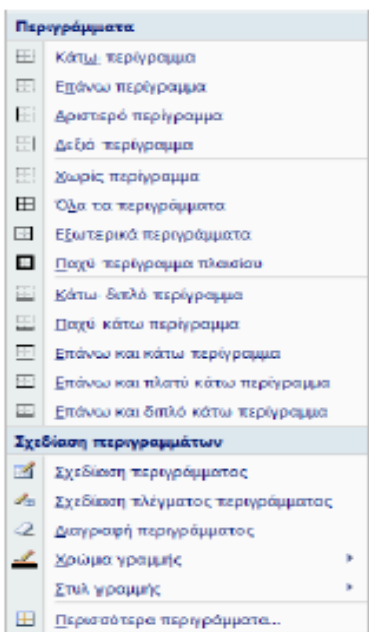 Περιγράμματα
Κάτω περίγραμμα
Επάνω περίγραμμα
Αριστερό περίγραμμα
Δεξιό περίγραμμα
Χωρίς περίγραμμα
Όλα τα περιγράμματα
Εξωτερικά περιγράμματα
Παχύ περίγραμμα πλαισίου
Κάτω διπλό περίγραμμα
Παχύ κάτω περίγραμμα
Επάνω και κάτω περίγραμμα
Επάνω και πλατύ κάτω περίγραμμα
Επάνω και διπλό κάτω περίγραμμα
Σχεδίαση περιγραμμάτων
Σχεδίαση περιγράμματος
Σχεδίαση πλέγματος περιγράμματος
Διαγραφή περιγράμματος
Χρώμα γραμμής
Στυλ γραμμής
Περισσότερα περιγράμματα...